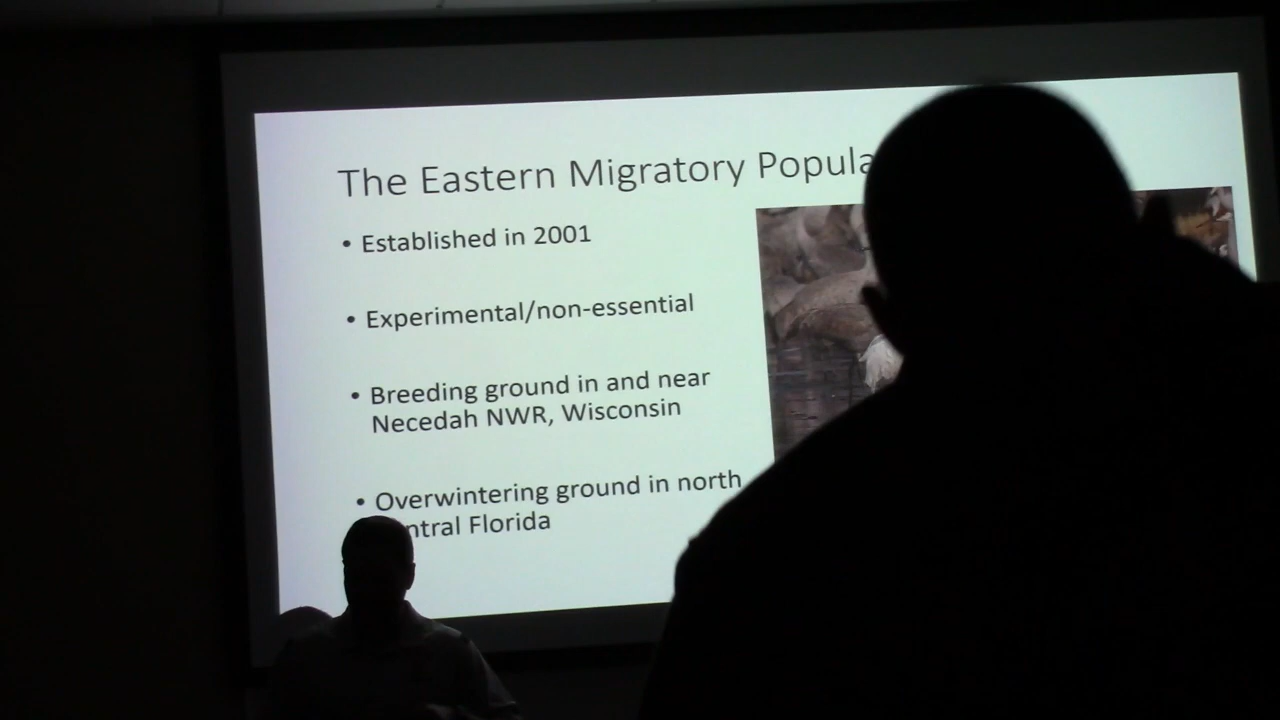 The Eastern Migratory Popula
• Established in 2001
• Experimental/non-essential
• Breeding ground in and near
Necedah NWR, Wisconsin
• Overwintering ground in north
ntral Florida